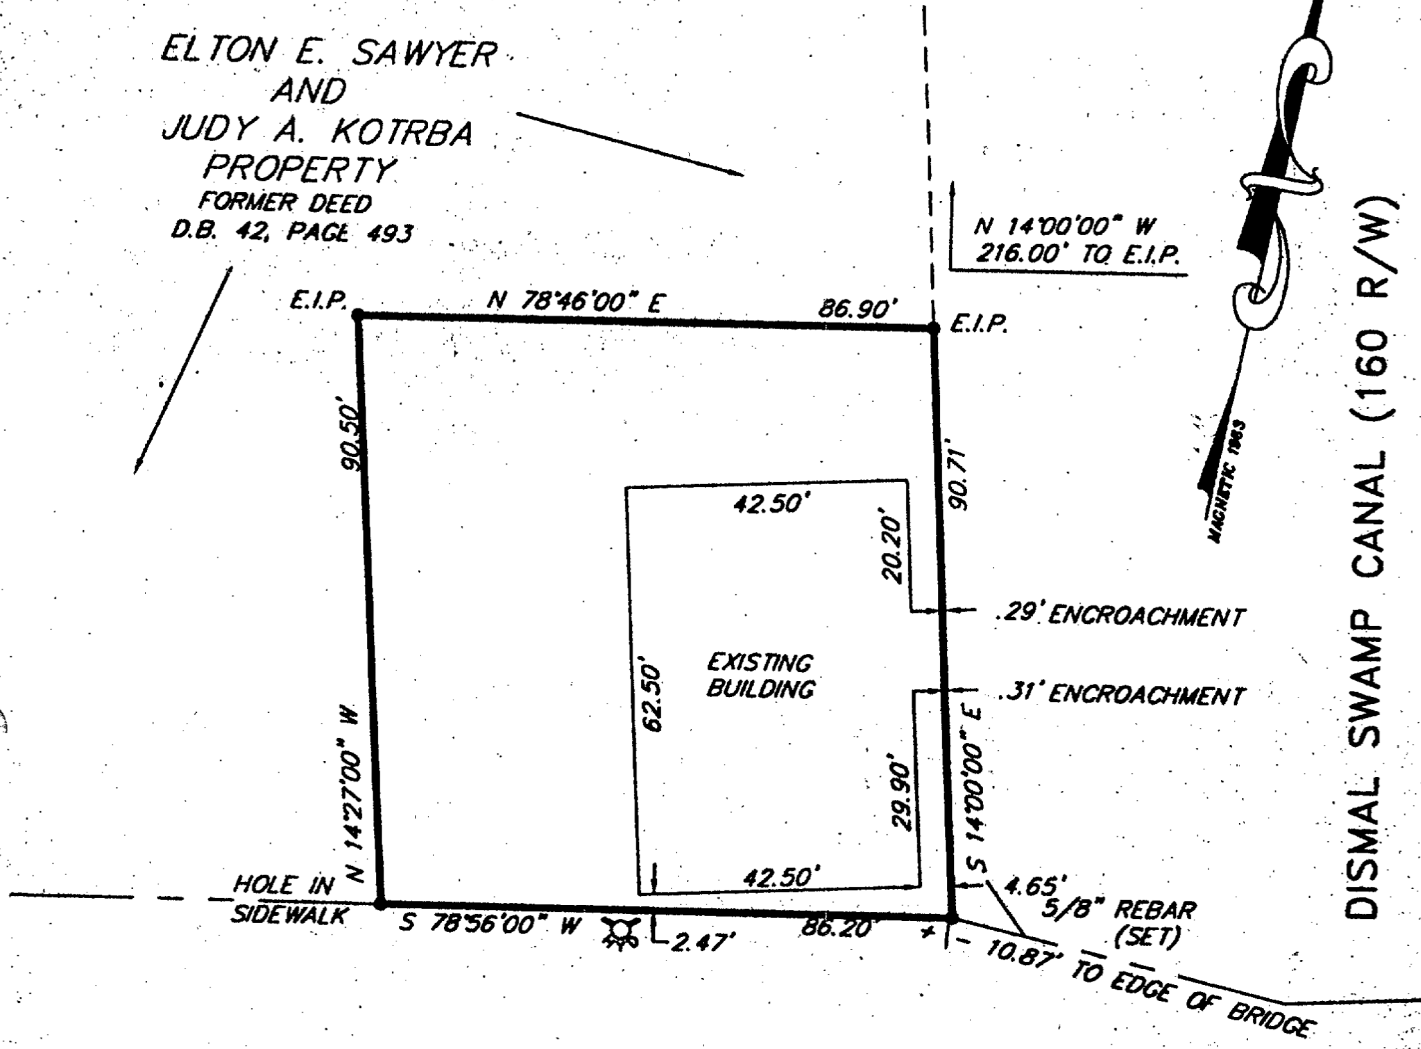 ELTON E. SAWYER
AND
JUDY A. KOTRBA
PROPERTY
FORMER DEED
D.B. 42, PAGE 493
N 14°00'00" W
216.00' TO E.I.P.
E.I.P.
N 78°46'00" E
86.90'
E.I.P.
90.50'
N 14°27'00" W
90.71'
S 14°00'00" E
42.50'
20.20'
.29' ENCROACHMENT
EXISTING
BUILDING
62.50'
.31' ENCROACHMENT
29.90'
42.50'
HOLE IN
SIDEWALK
S 78°56'00" W
2.47'
86.20'
4.65'
5/8" REBAR
(SET)
10.87' TO EDGE OF BRIDGE
MAGNETIC 1963
DISMAL SWAMP CANAL (160 R/W)